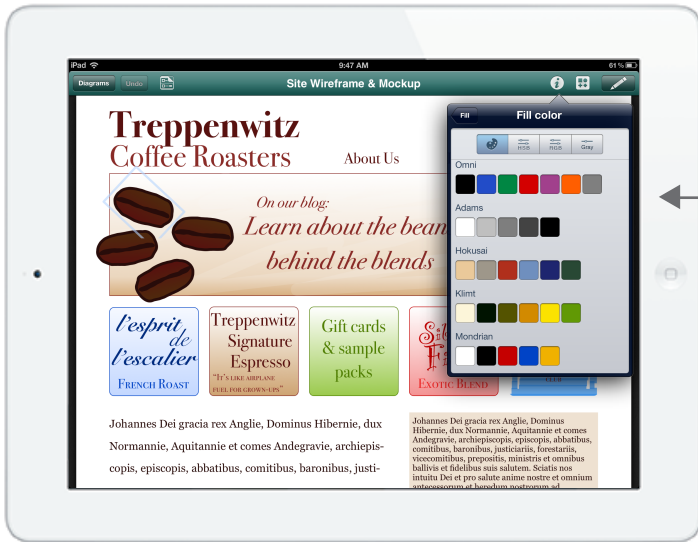 iPad
9:47 AM
61 %
Diagrams
Undo
Site Wireframe & Mockup
Fill
Fill color
HSB
RGB
Gray
Omni
Adams
Hokusai
Klimt
Mondrian
Treppenwitz
Coffee Roasters
About Us
On our blog:
Learn about the bean
behind the blends
l'esprit
de
l'escalier
French Roast
Treppenwitz
Signature
Espresso
"It's like airplane
fuel for grown-ups"
Gift cards
& sample
packs
Exotic Blend
club
Johannes Dei gracia rex Anglie, Dominus Hibernie, dux
Normannie, Aquitannie et comes Andegravie, archiepis-
copis, episcopis, abbatibus, comitibus, baronibus, justi-
Johannes Dei gracia rex Anglie, Dominus
Hibernie, dux Normannie, Aquitannie et comes
Andegravie, archiepiscopis, episcopis, abbatibus,
comitibus, baronibus, justiciariis, forestariis,
vicecomitibus, prepositis, ministris et omnibus
ballivis et fidelibus suis salutem. Sciatis nos
intuitu Dei et pro salute anime nostre et omnium
antecessorum et heredum nostrorum ad